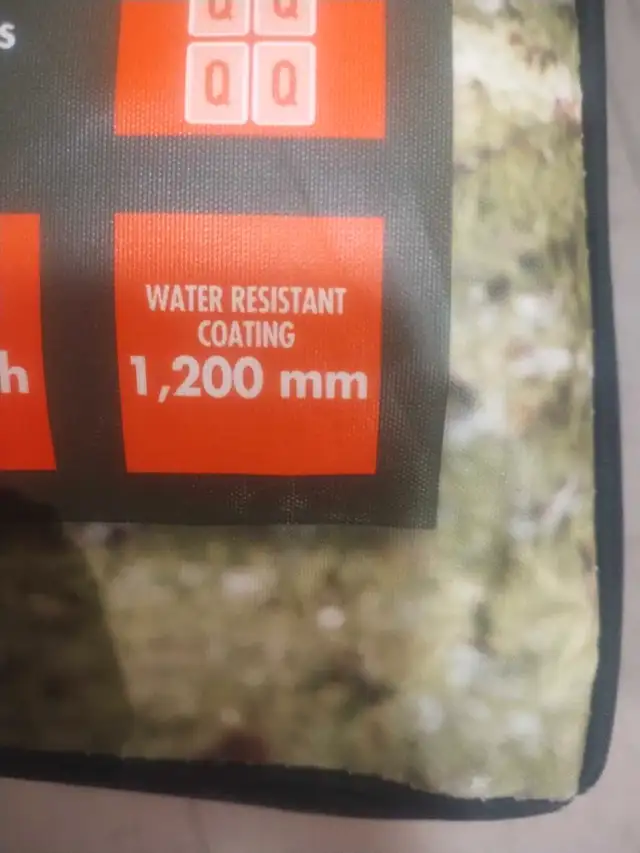 s
Q Q
Q Q
h
WATER RESISTANT
COATING
1,200 mm